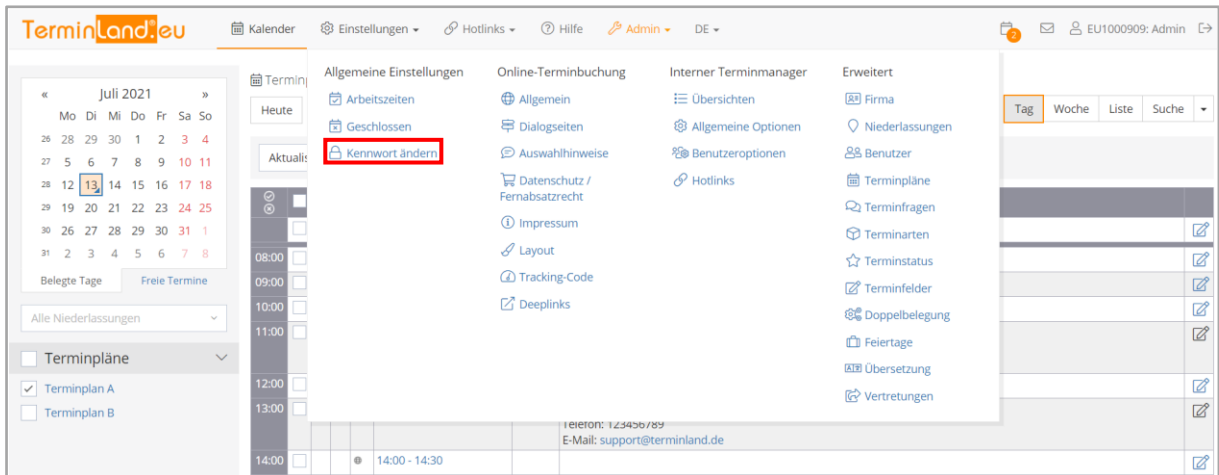 TerminLand.eu
Kalender
Einstellungen
Hotlinks
Hilfe
Admin
DE
2
EU1000909: Admin
« Juli 2021 »
Mo Di Mi Do Fr Sa So
26 28 29 30 1 2 3 4
27 5 6 7 8 9 10 11
28 12 13 14 15 16 17 18
29 19 20 21 22 23 24 25
30 26 27 28 29 30 31 1
31 2 3 4 5 6 7 8
Belegte Tage
Freie Termine
Alle Niederlassungen
Terminpläne
Terminplan A
Terminplan B
Heute
Allgemeine Einstellungen
Arbeitszeiten
Geschlossen
Kennwort ändern
Online-Terminbuchung
Allgemein
Dialogseiten
Auswahlhinweise
Datenschutz /
Fernabsatzrecht
Impressum
Layout
Tracking-Code
Deeplinks
Interner Terminmanager
Übersichten
Allgemeine Optionen
Benutzeroptionen
Hotlinks
Erweitert
Firma
Niederlassungen
Benutzer
Terminpläne
Terminfragen
Terminarten
Terminstatus
Terminfelder
Doppelbelegung
Feiertage
Übersetzung
Vertretungen
Tag
Woche
Liste
Suche
08:00
09:00
10:00
11:00
12:00
13:00
Telefon: 123456789
E-Mail: support@terminland.de
14:00
14:00 - 14:30